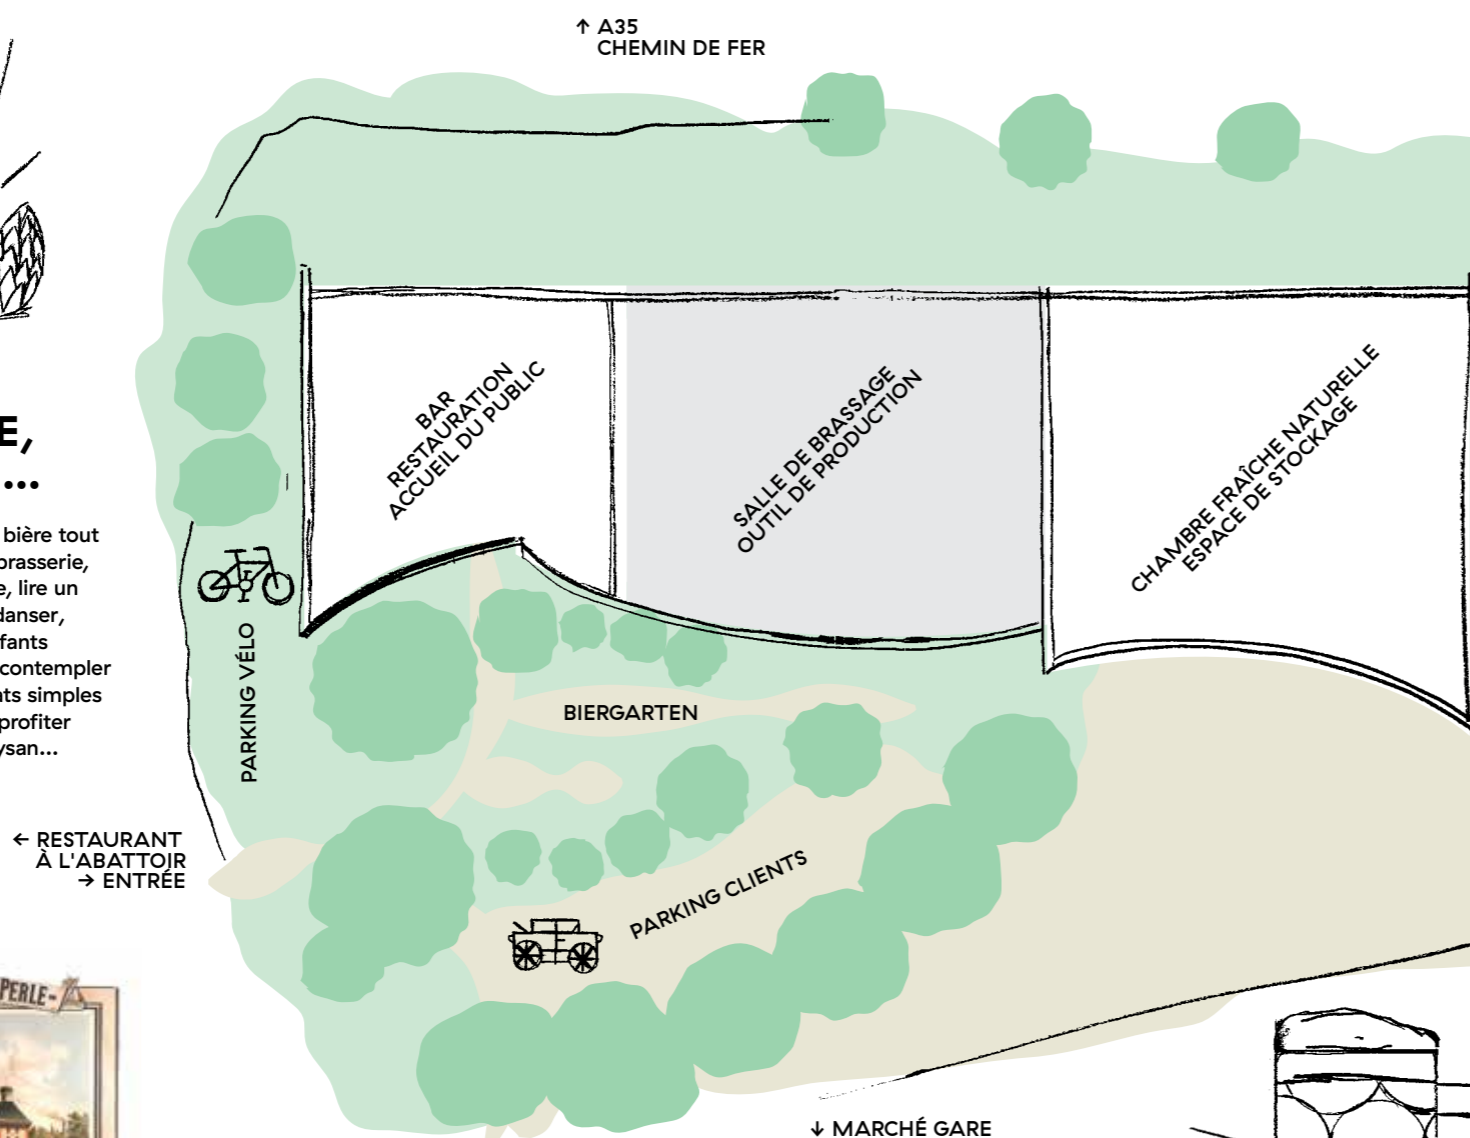 ↑ A35
CHEMIN DE FER
BAR
RESTAURATION
ACCUEIL DU PUBLIC
SALLE DE BRASSAGE
OUTIL DE PRODUCTION
CHAMBRE FRAÎCHE NATURELLE
ESPACE DE STOCKAGE
E,
...
bière tout
brasserie,
e, lire un
danser,
fants
contempler
nts simples
profiter
ysan...
PARKING VÉLO
BIERGARTEN
← RESTAURANT
À L'ABATTOIR
→ ENTRÉE
PARKING CLIENTS
PERLE-
↓ MARCHÉ GARE